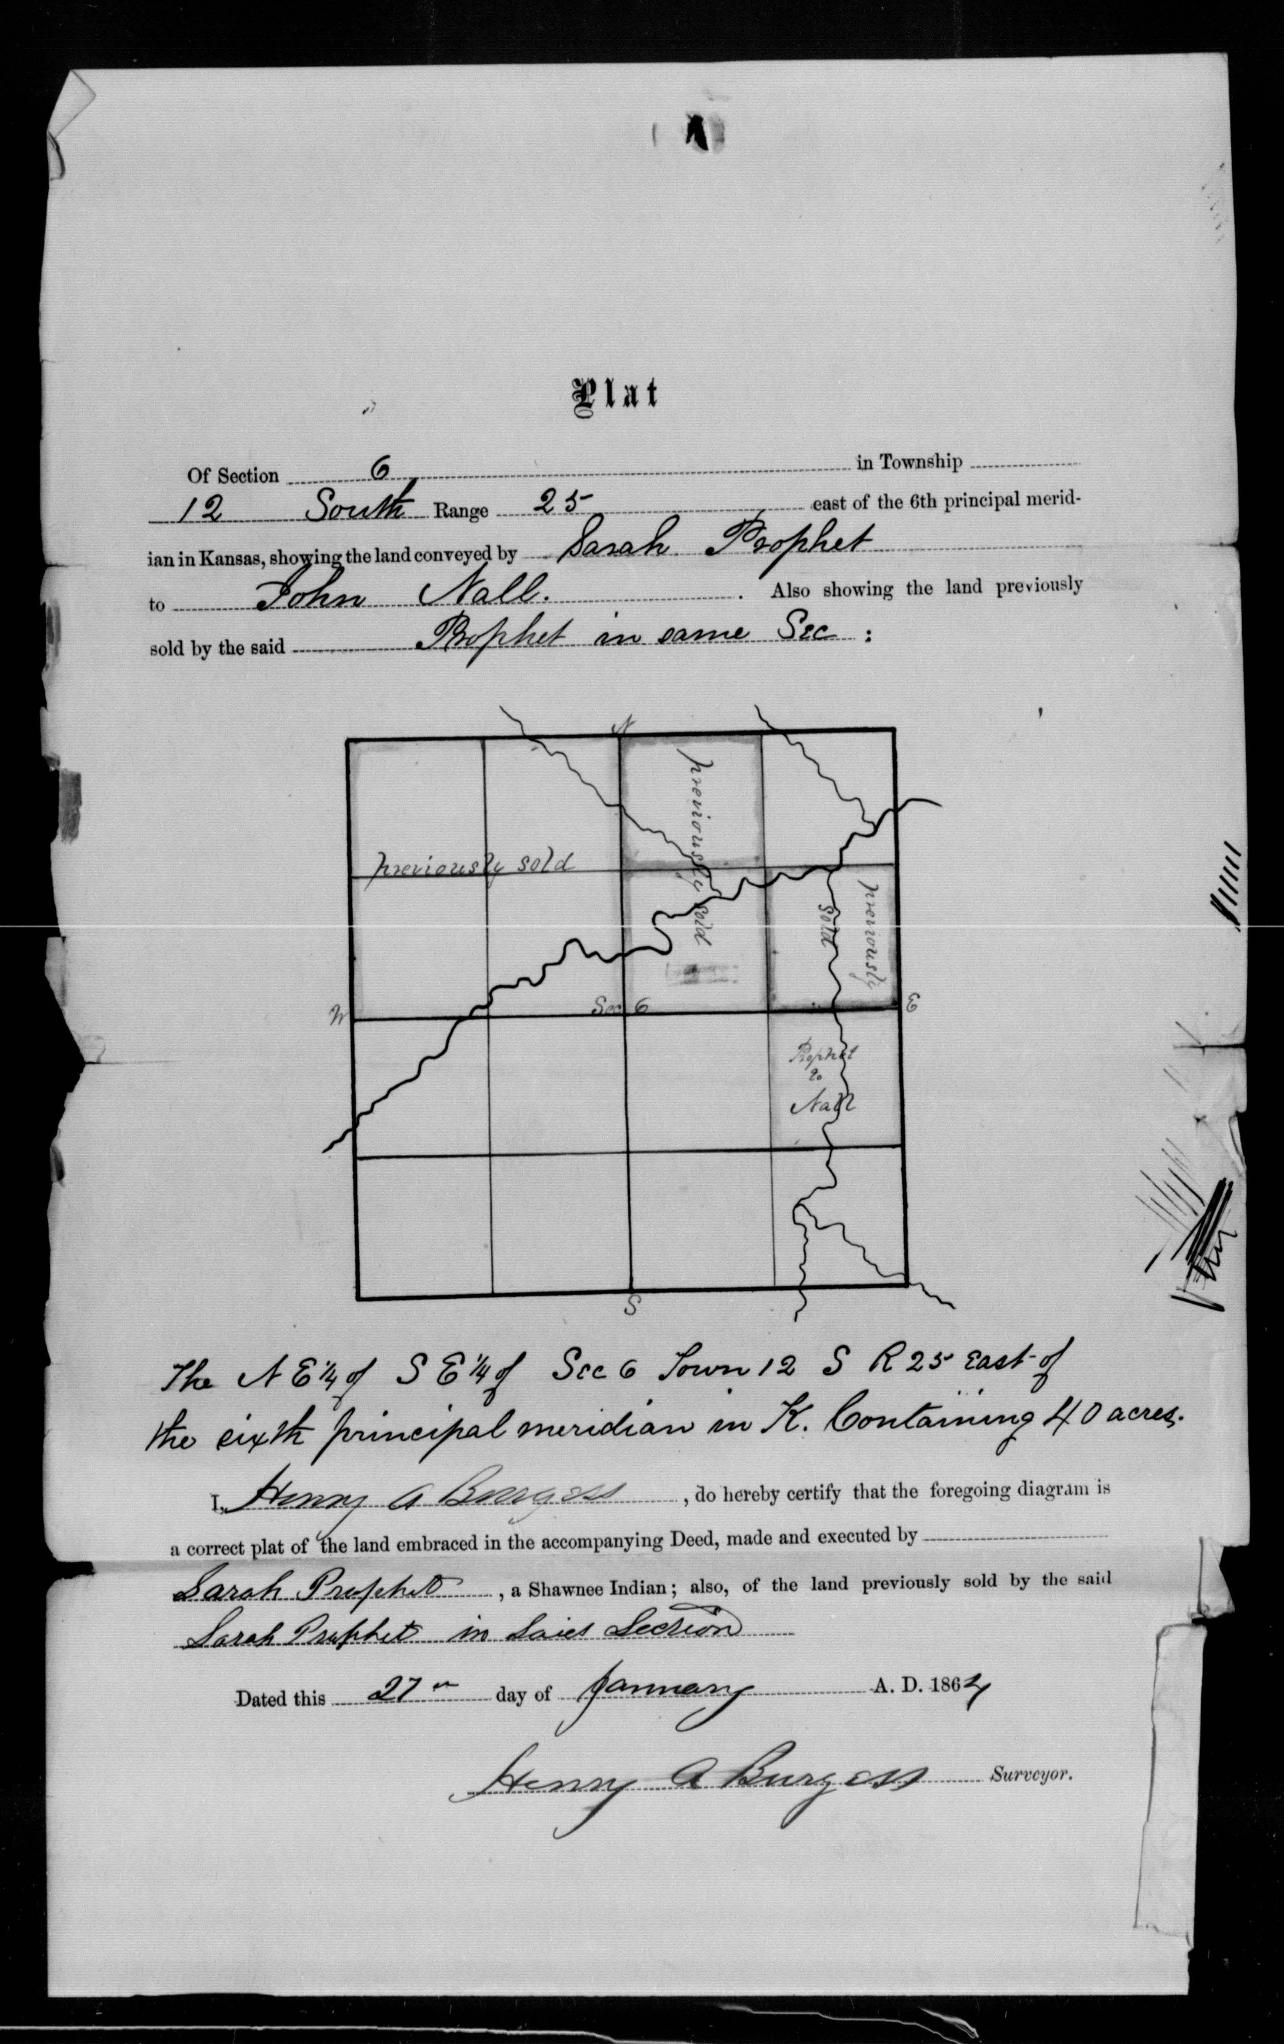 Plat
Of Section 6 in Township
12 South Range 25 east of the 6th principal merid-
ian in Kansas, showing the land conveyed by Sarah Prophet
to John Nall. Also showing the land previously
sold by the said Prophet in same Sec :
N
previously sold
previously sold
previously
sold
W
Sec 6
E
Prophet
to
Nall
S
The N E 1/4 of S E 1/4 of Sec 6 Town 12 S R 25 East of
the sixth principal meridian in K. Containing 40 acres.
I, Henry A Burgess, do hereby certify that the foregoing diagram is
a correct plat of the land embraced in the accompanying Deed, made and executed by
Sarah Prophet, a Shawnee Indian; also, of the land previously sold by the said
Sarah Prophet in Said Section
Dated this 27 day of January A. D. 1864
Henry A Burgess Surveyor.